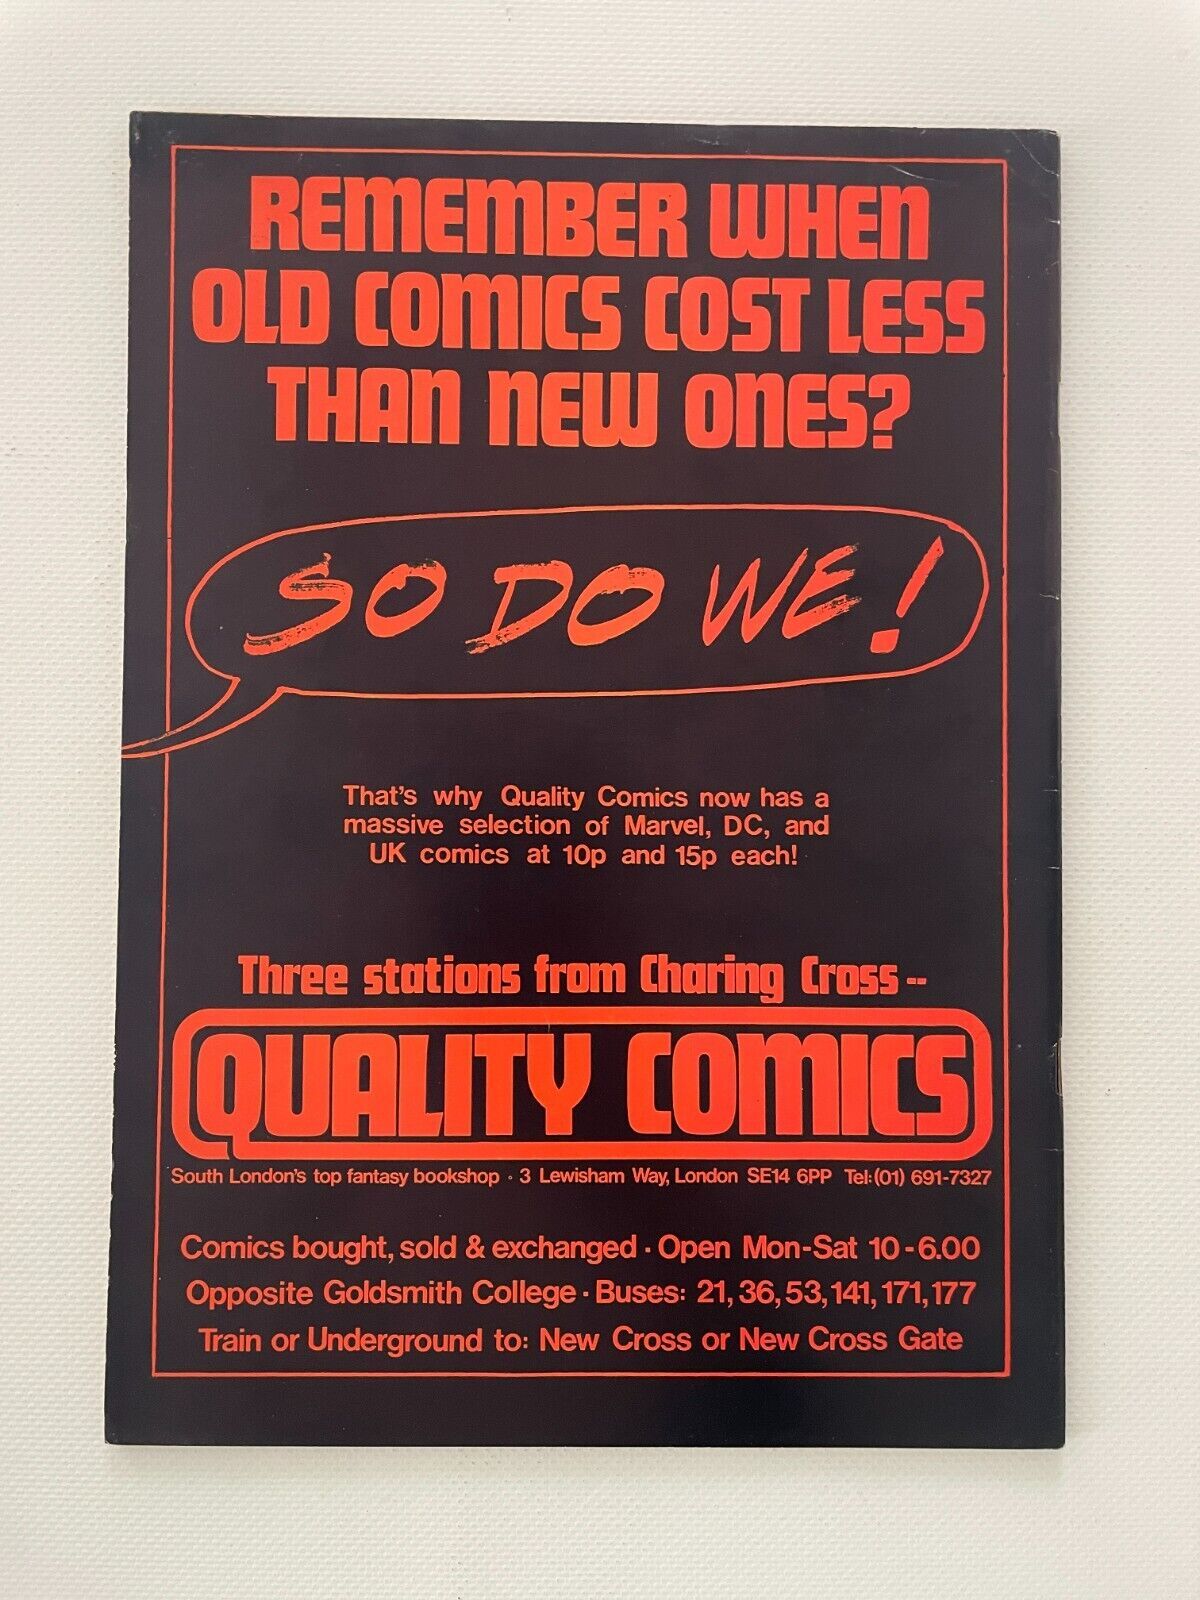 REMEMBER WHEN
OLD COMICS COST LESS
THAN NEW ONES?
SO DO WE!
That's why Quality Comics now has a
massive selection of Marvel, DC, and
UK comics at 10p and 15p each!
Three stations from Charing Cross --
QUALITY COMICS
South London's top fantasy bookshop · 3 Lewisham Way, London SE14 6PP Tel:(01) 691-7327
Comics bought, sold & exchanged · Open Mon-Sat 10-6.00
Opposite Goldsmith College · Buses: 21, 36, 53, 141, 171, 177
Train or Underground to: New Cross or New Cross Gate